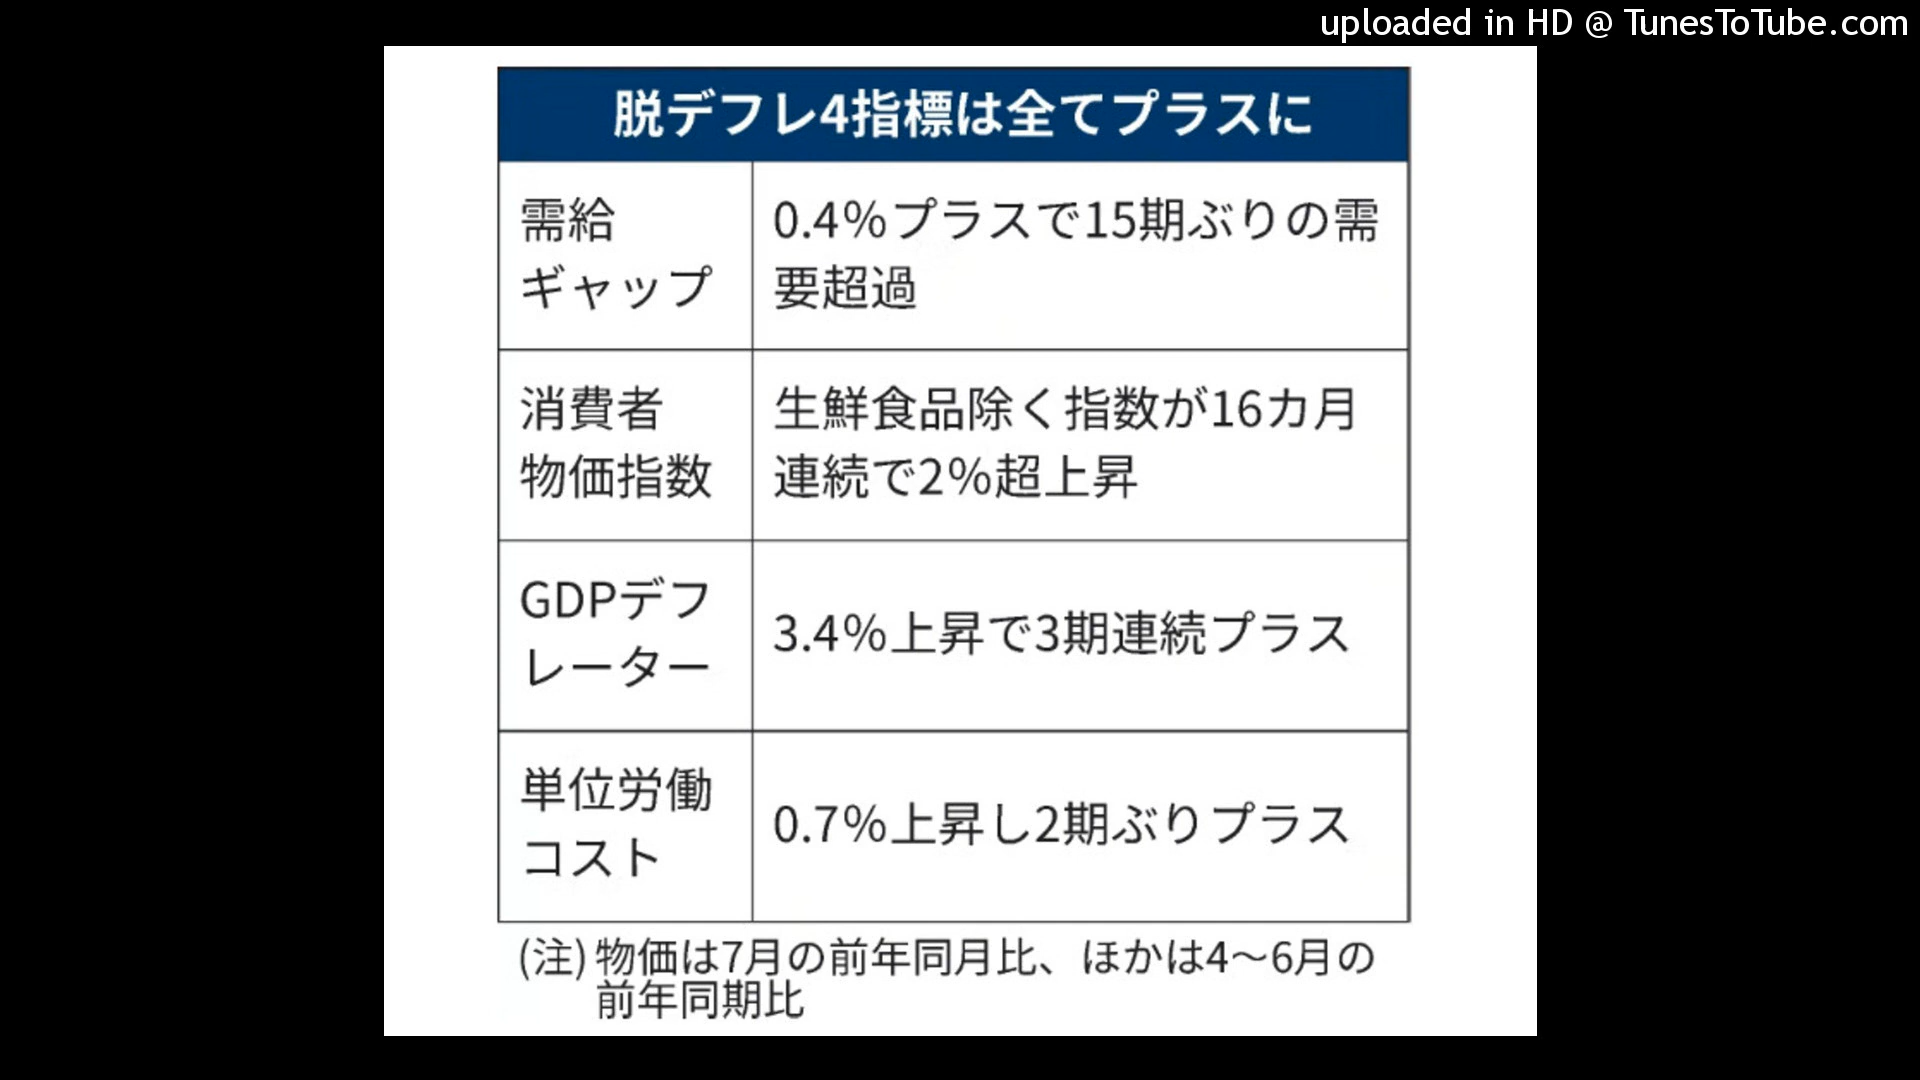 uploaded in HD @ TunesToTube.com
脱デフレ4指標は全てプラスに
需給
ギャップ
0.4%プラスで15期ぶりの需
要超過
消費者
物価指数
生鮮食品除く指数が16カ月
連続で2%超上昇
GDPデフ
レーター
3.4%上昇で3期連続プラス
単位労働
コスト
0.7%上昇し2期ぶりプラス
(注) 物価は7月の前年同月比、ほかは4〜6月の
前年同期比